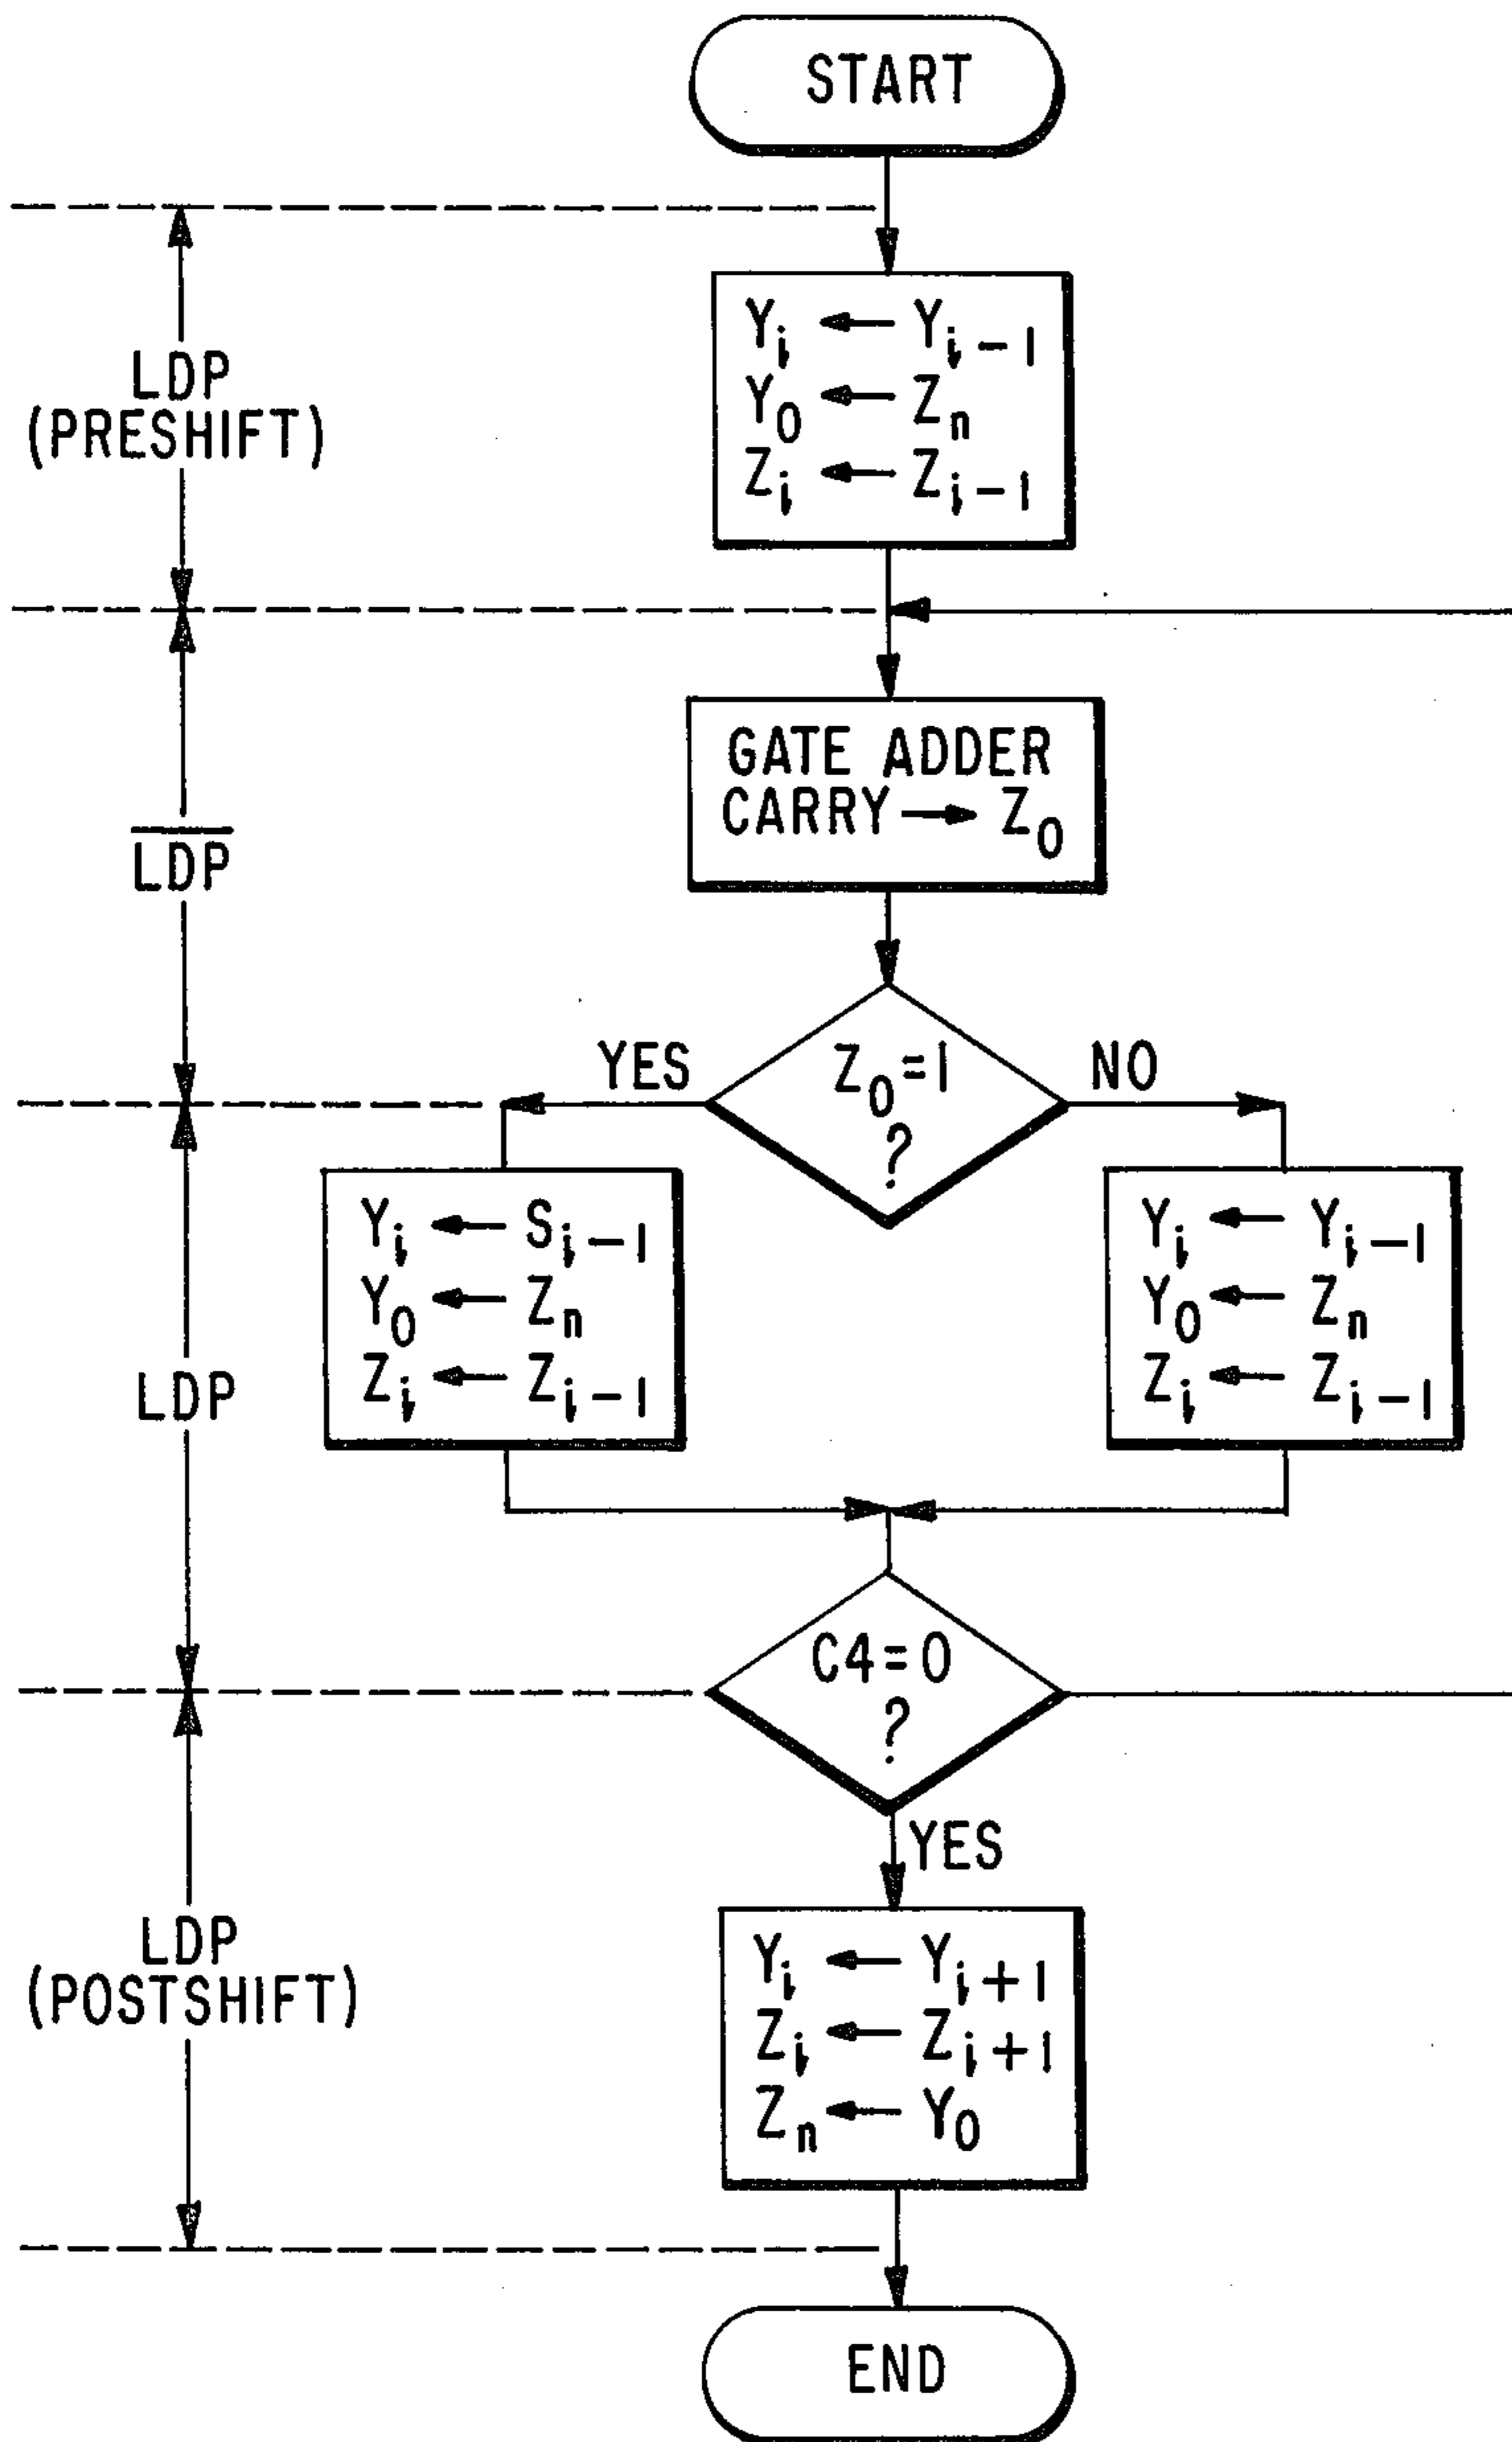 START
LDP
(PRESHIFT)
Yi ← Yi-1
Y0 ← Zn
Zi ← Zi-1
GATE ADDER
CARRY → Z0
L̅D̅P̅
YES
Z0=1
?
NO
Yi ← Si-1
Y0 ← Zn
Zi ← Zi-1
Yi ← Yi-1
Y0 ← Zn
Zi ← Zi-1
LDP
C4=0
?
YES
LDP
(POSTSHIFT)
Yi ← Yi+1
Zi ← Zi+1
Zn ← Y0
END